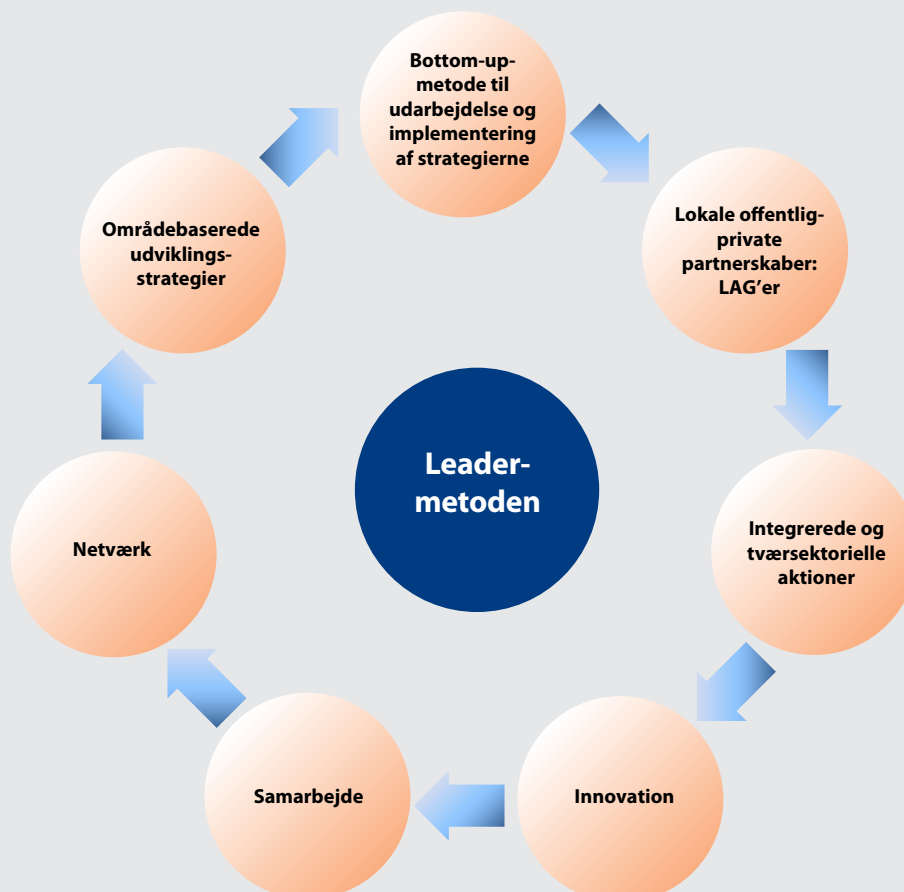 Bottom-up-
metode til
udarbejdelse og
implementering
af strategierne
Lokale offentlig-
private
partnerskaber:
LAG’er
Integrerede og
tværsektorielle
aktioner
Innovation
Samarbejde
Netværk
Områdebaserede
udviklings-
strategier
Leader-
metoden